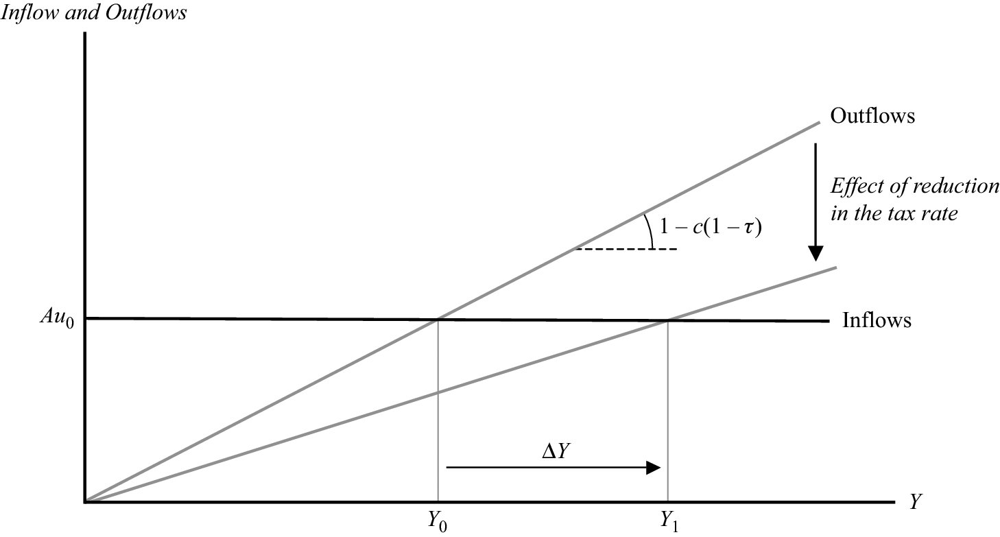 Inflow and Outflows
Outflows
Effect of reduction
in the tax rate
1 – c(1 – τ)
Au₀
Inflows
ΔY
Y
Y₀
Y₁